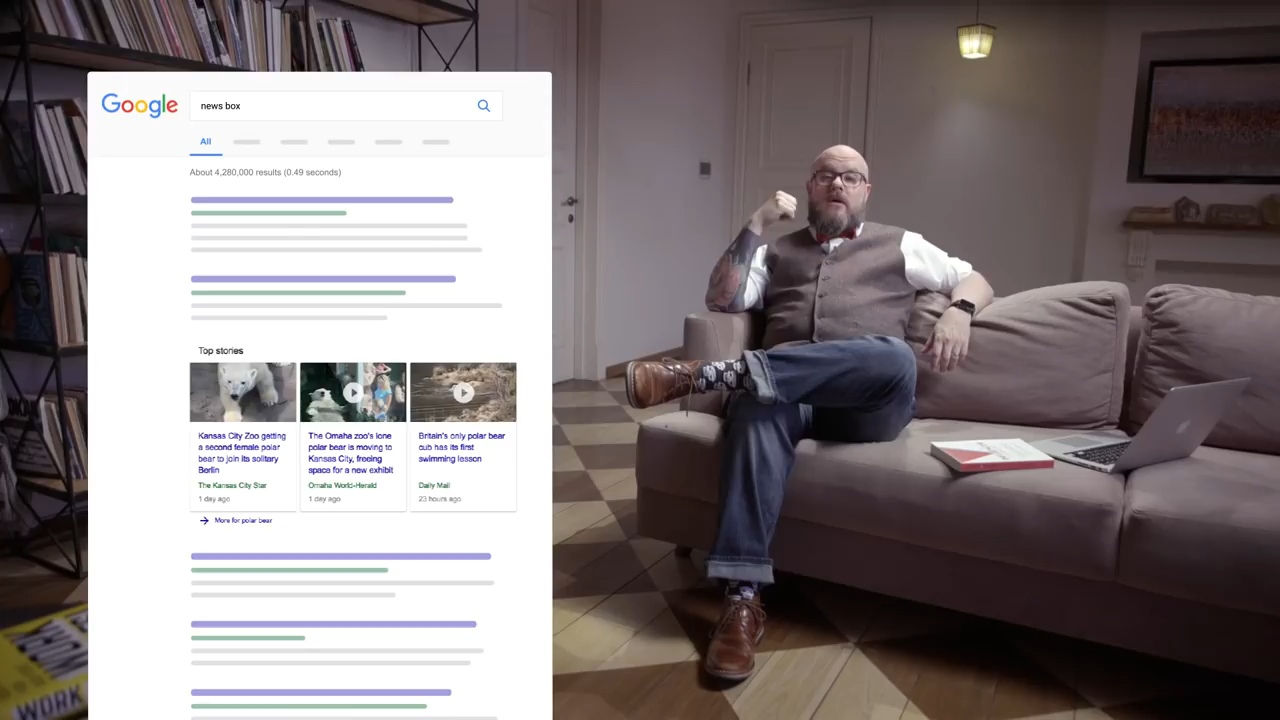 Google
news box
All
About 4,280,000 results (0.49 seconds)
Top stories
Kansas City Zoo getting
a second female polar
bear to join its solitary
Berlin
The Kansas City Star
1 day ago
The Omaha zoo's lone
polar bear is moving to
Kansas City, freeing
space for a new exhibit
Omaha World-Herald
1 day ago
Britain's only polar bear
cub has its first
swimming lesson
Daily Mail
23 hours ago
More for polar bear
WORK